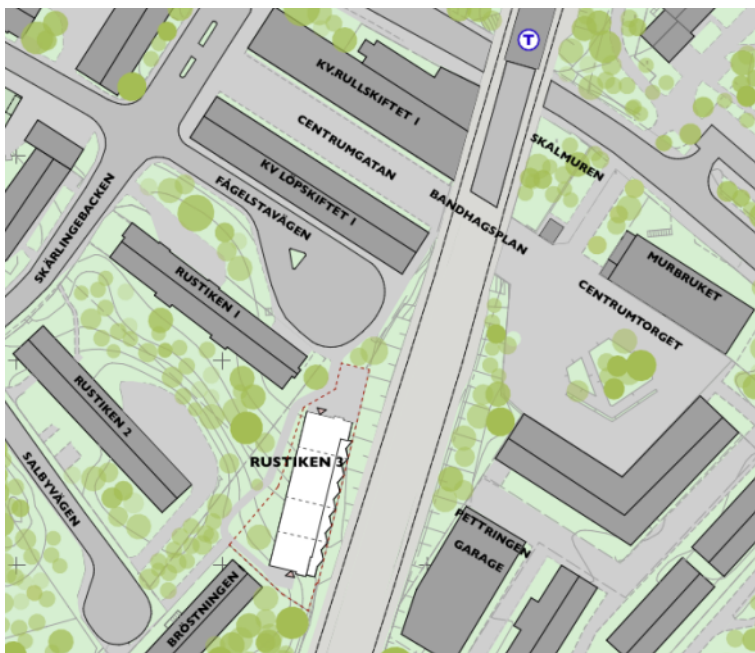 T
KV.RULLSKIFTET 1
CENTRUMGATAN
SKALMUREN
KV LÖPSKIFTET 1
BANDHAGSPLAN
FÅGELSTAVÄGEN
SKÄRLINGEBACKEN
MURBRUKET
RUSTIKEN 1
CENTRUMTORGET
RUSTIKEN 2
RUSTIKEN 3
SALBYVÄGEN
PETTRINGEN
GARAGE
BRÖSTNINGEN